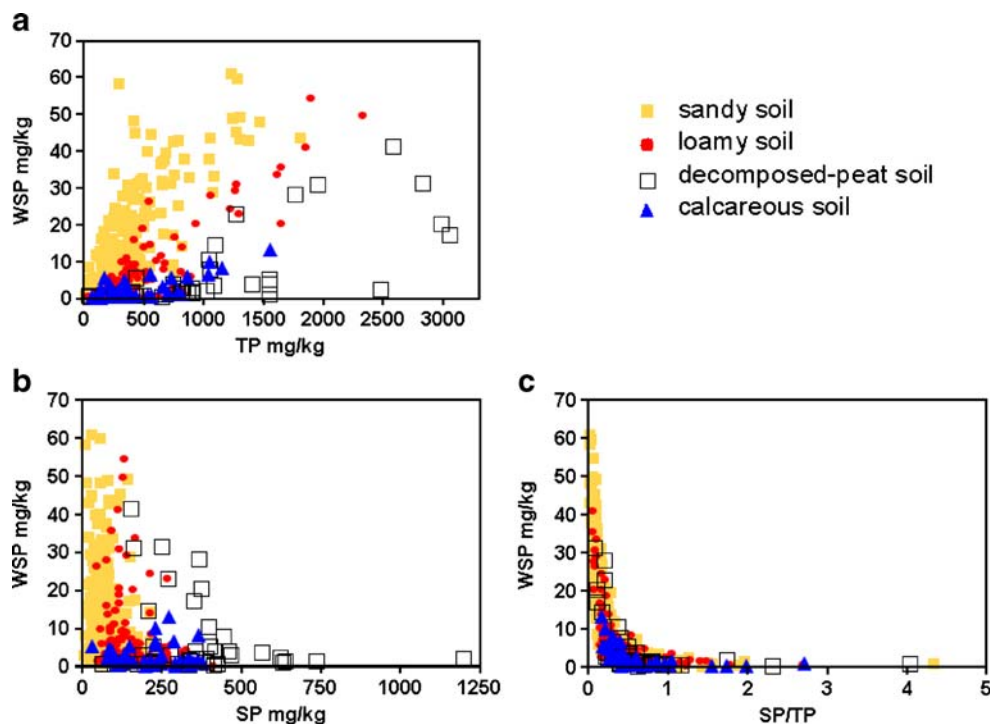 a
70
60
50
40
30
20
10
0
WSP mg/kg
0 500 1000 1500 2000 2500 3000
TP mg/kg
sandy soil
loamy soil
decomposed-peat soil
calcareous soil
b
70
60
50
40
30
20
10
0
WSP mg/kg
0 250 500 750 1000 1250
SP mg/kg
c
70
60
50
40
30
20
10
0
WSP mg/kg
0 1 2 3 4 5
SP/TP